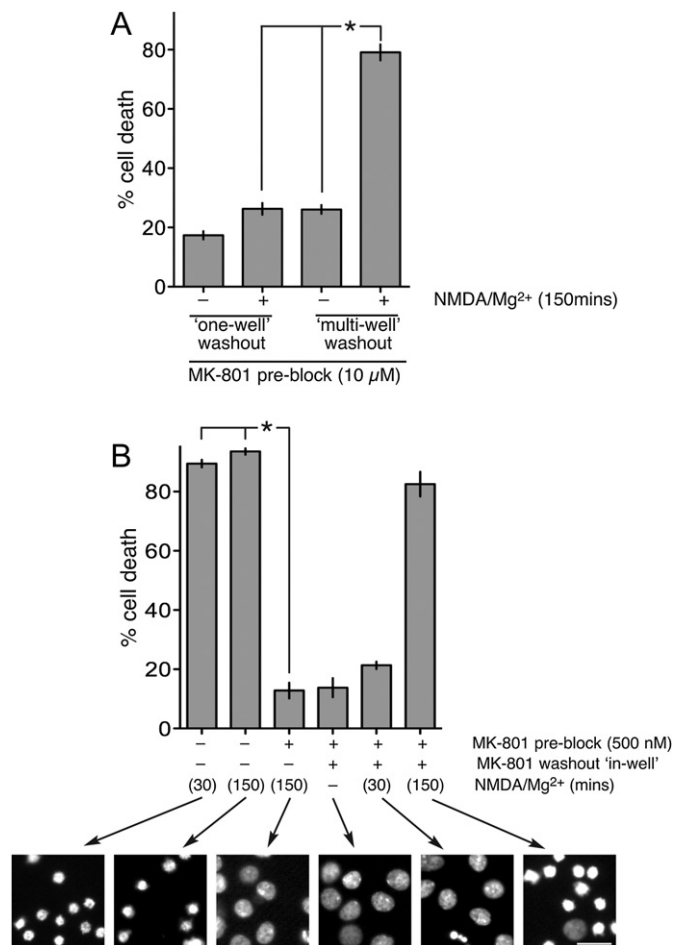 A
*
% cell death
80
60
40
20
0
− + − + NMDA/Mg²⁺ (150mins)
'one-well' 'multi-well'
washout washout
MK-801 pre-block (10 µM)
B
*
% cell death
80
60
40
20
0
− − + + + + MK-801 pre-block (500 nM)
− − − + + + MK-801 washout 'in-well'
(30) (150) (150) − (30) (150) NMDA/Mg²⁺ (mins)